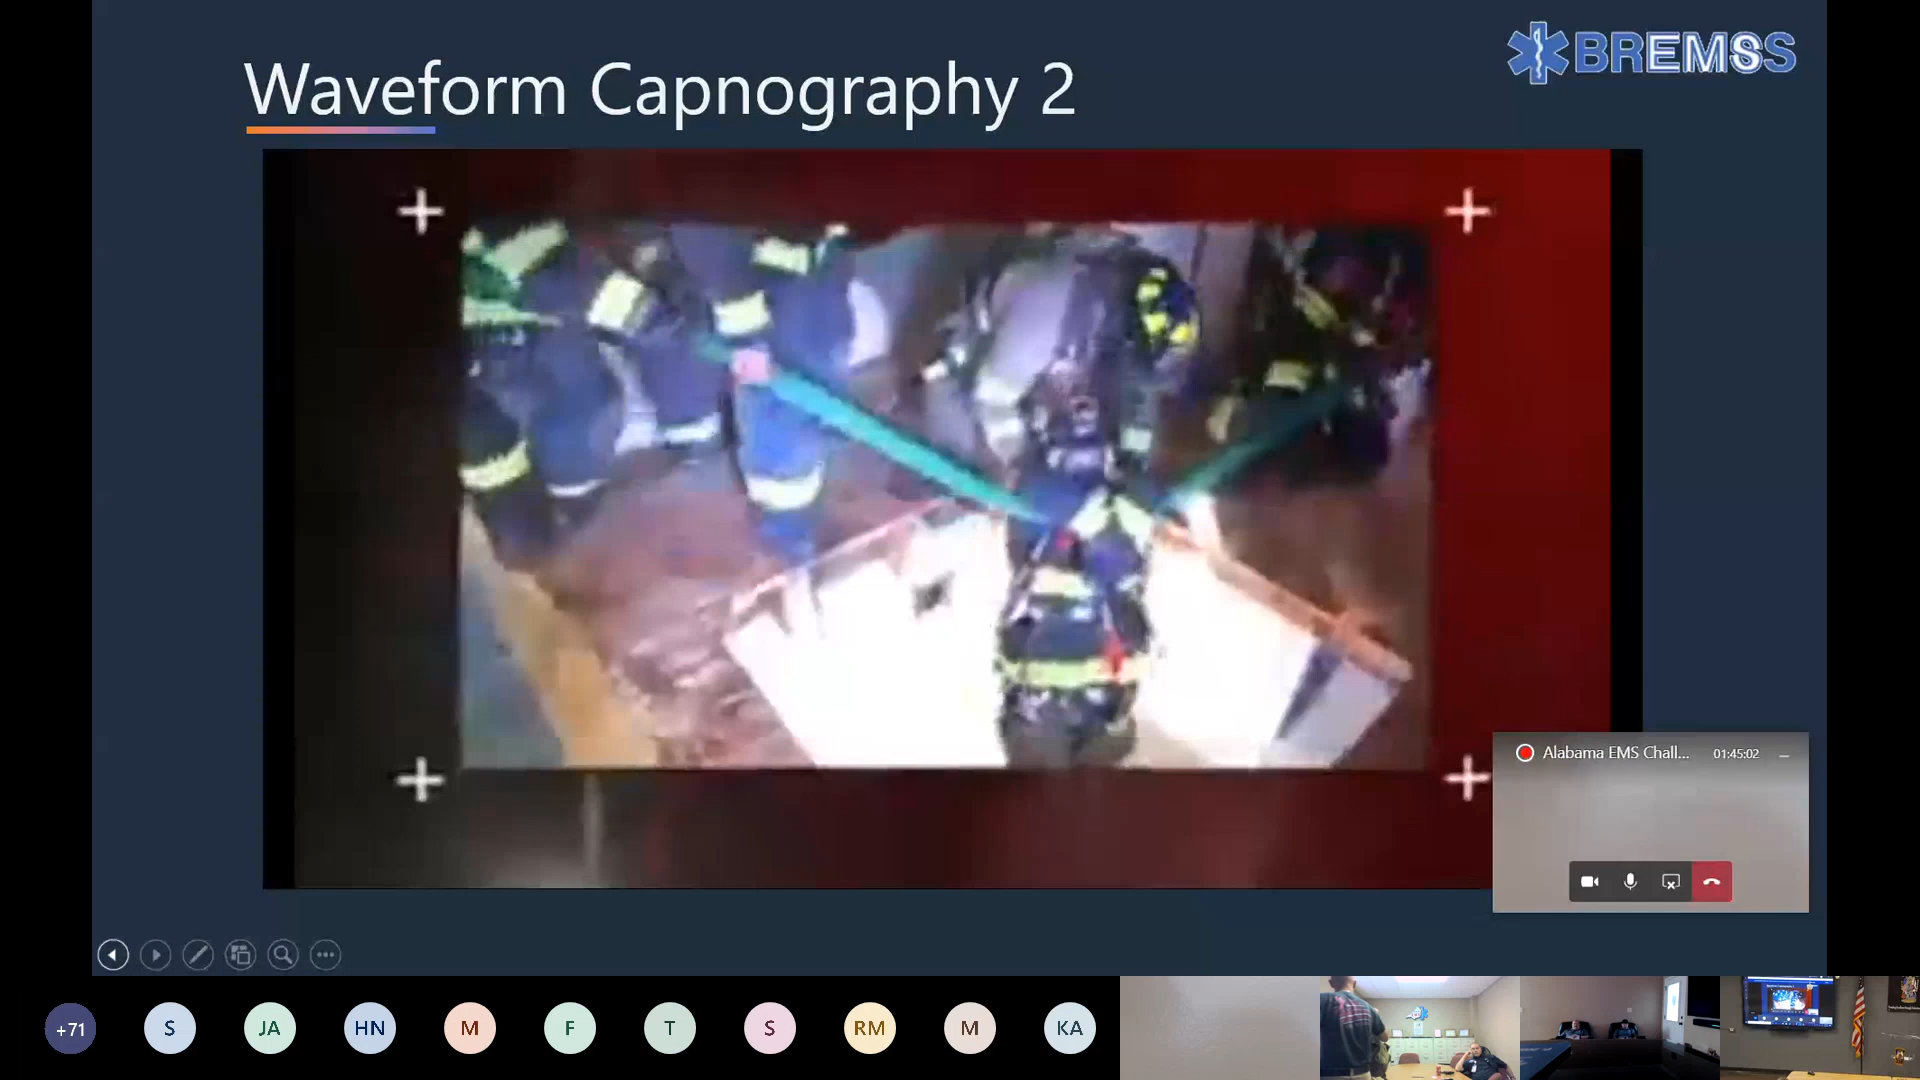 BREMSS
Waveform Capnography 2
Alabama EMS Chall... 01:45:02
+71 S JA HN M F T S RM M KA